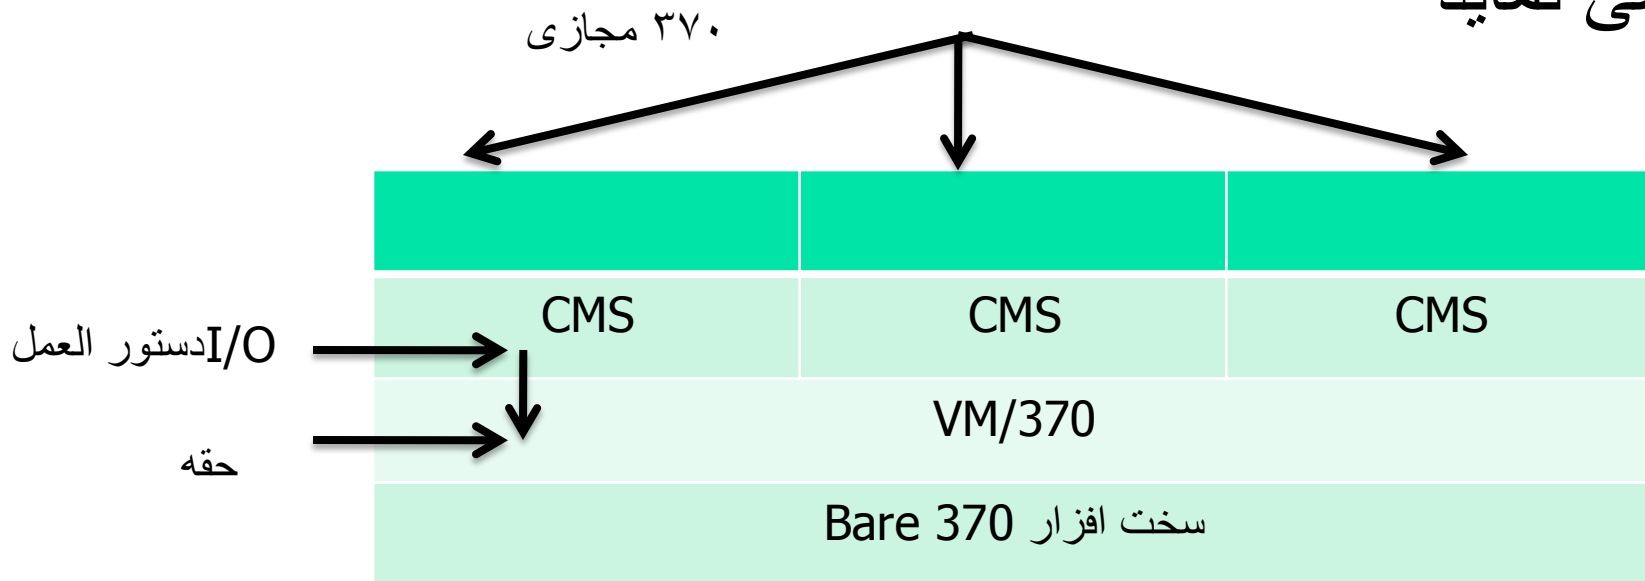 ۳۷۰ مجازی
CMS CMS CMS
I/Oدستور العمل
VM/370
حقه
سخت افزار Bare 370